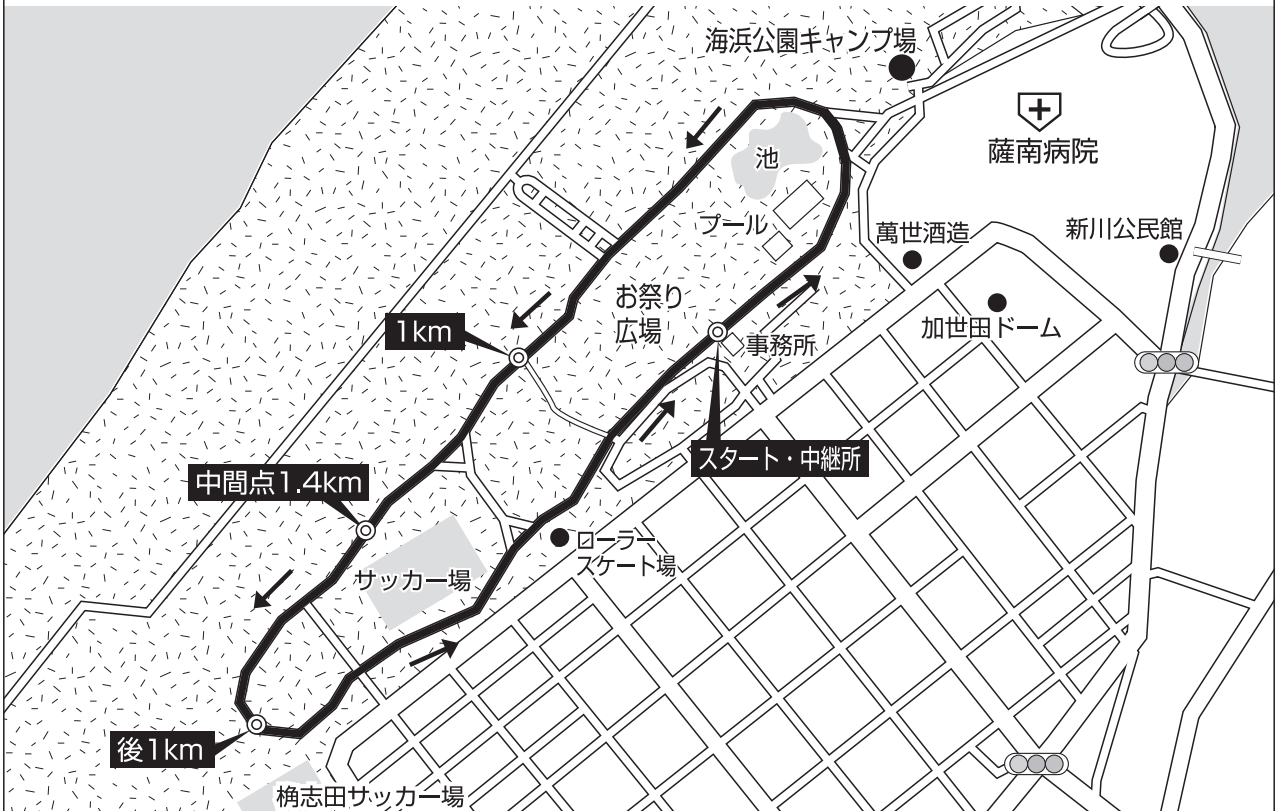 海浜公園キャンプ場
薩南病院
池
プール
萬世酒造
新川公民館
お祭り
広場
1km
事務所
加世田ドーム
スタート・中継所
中間点1.4km
ローラー
スケート場
サッカー場
後1km
桷志田サッカー場